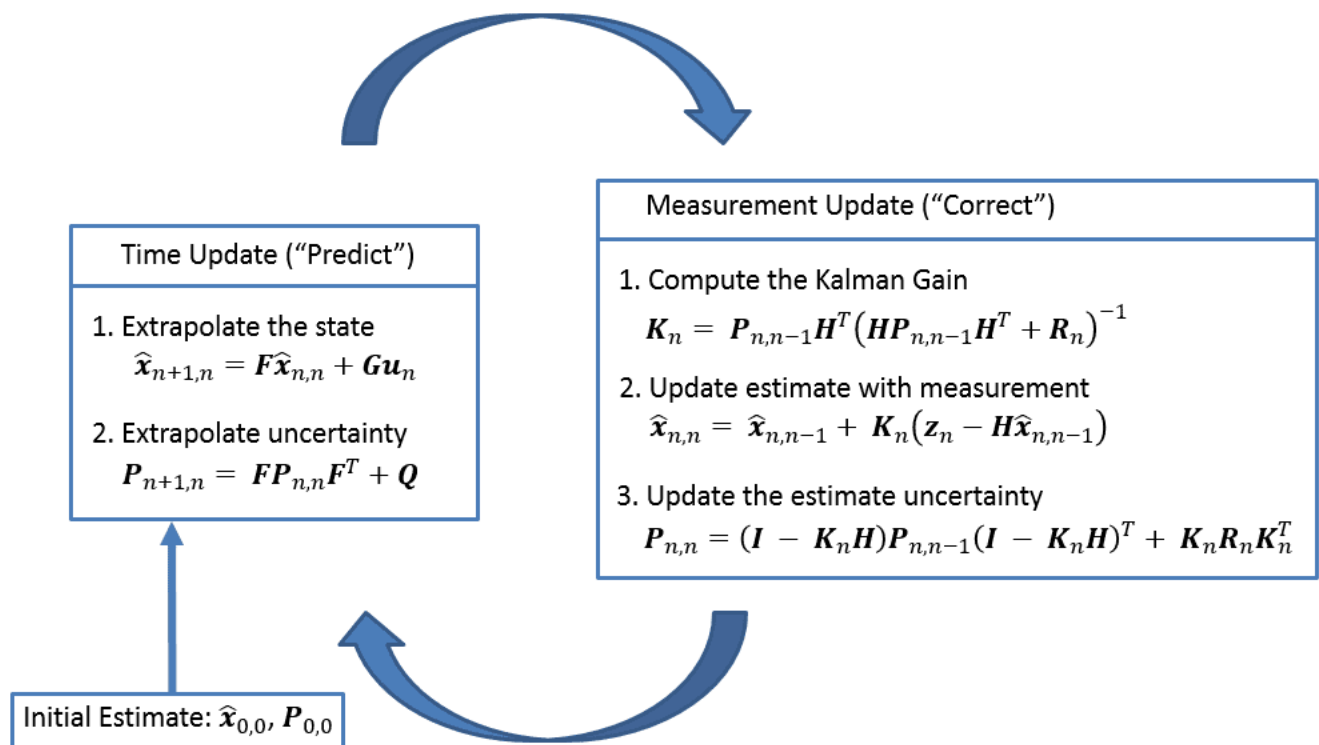 Time Update (“Predict”)
1. Extrapolate the state
x̂ₙ₊₁,ₙ = Fx̂ₙ,ₙ + Guₙ
2. Extrapolate uncertainty
Pₙ₊₁,ₙ = FPₙ,ₙFᵀ + Q
Initial Estimate: x̂₀,₀, P₀,₀
Measurement Update (“Correct”)
1. Compute the Kalman Gain
Kₙ = Pₙ,ₙ₋₁Hᵀ(HPₙ,ₙ₋₁Hᵀ + Rₙ)⁻¹
2. Update estimate with measurement
x̂ₙ,ₙ = x̂ₙ,ₙ₋₁ + Kₙ(zₙ − Hx̂ₙ,ₙ₋₁)
3. Update the estimate uncertainty
Pₙ,ₙ = (I − KₙH)Pₙ,ₙ₋₁(I − KₙH)ᵀ + KₙRₙKₙᵀ